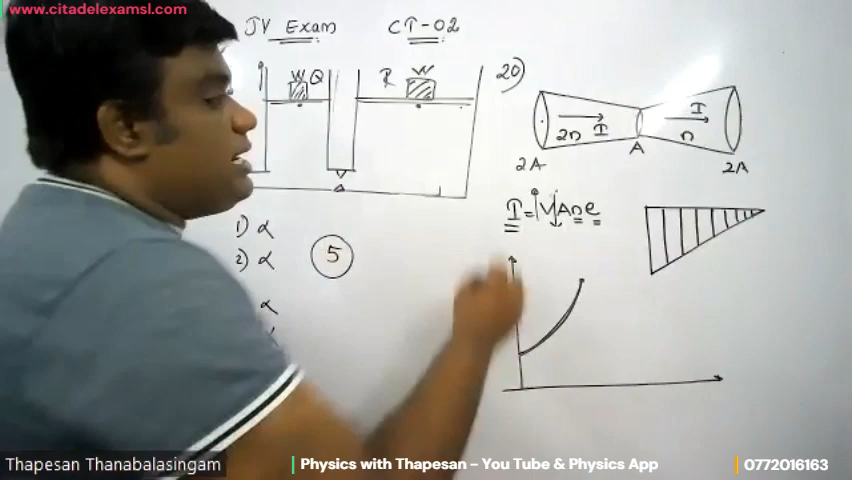 www.citadelexamsl.com
JV Exam CT-02
W Q R W
20)
2n I
I
n
2A A 2A
I = VAne
1) α
2) α
5
α
Thapesan Thanabalasingam
Physics with Thapesan – You Tube & Physics App
0772016163